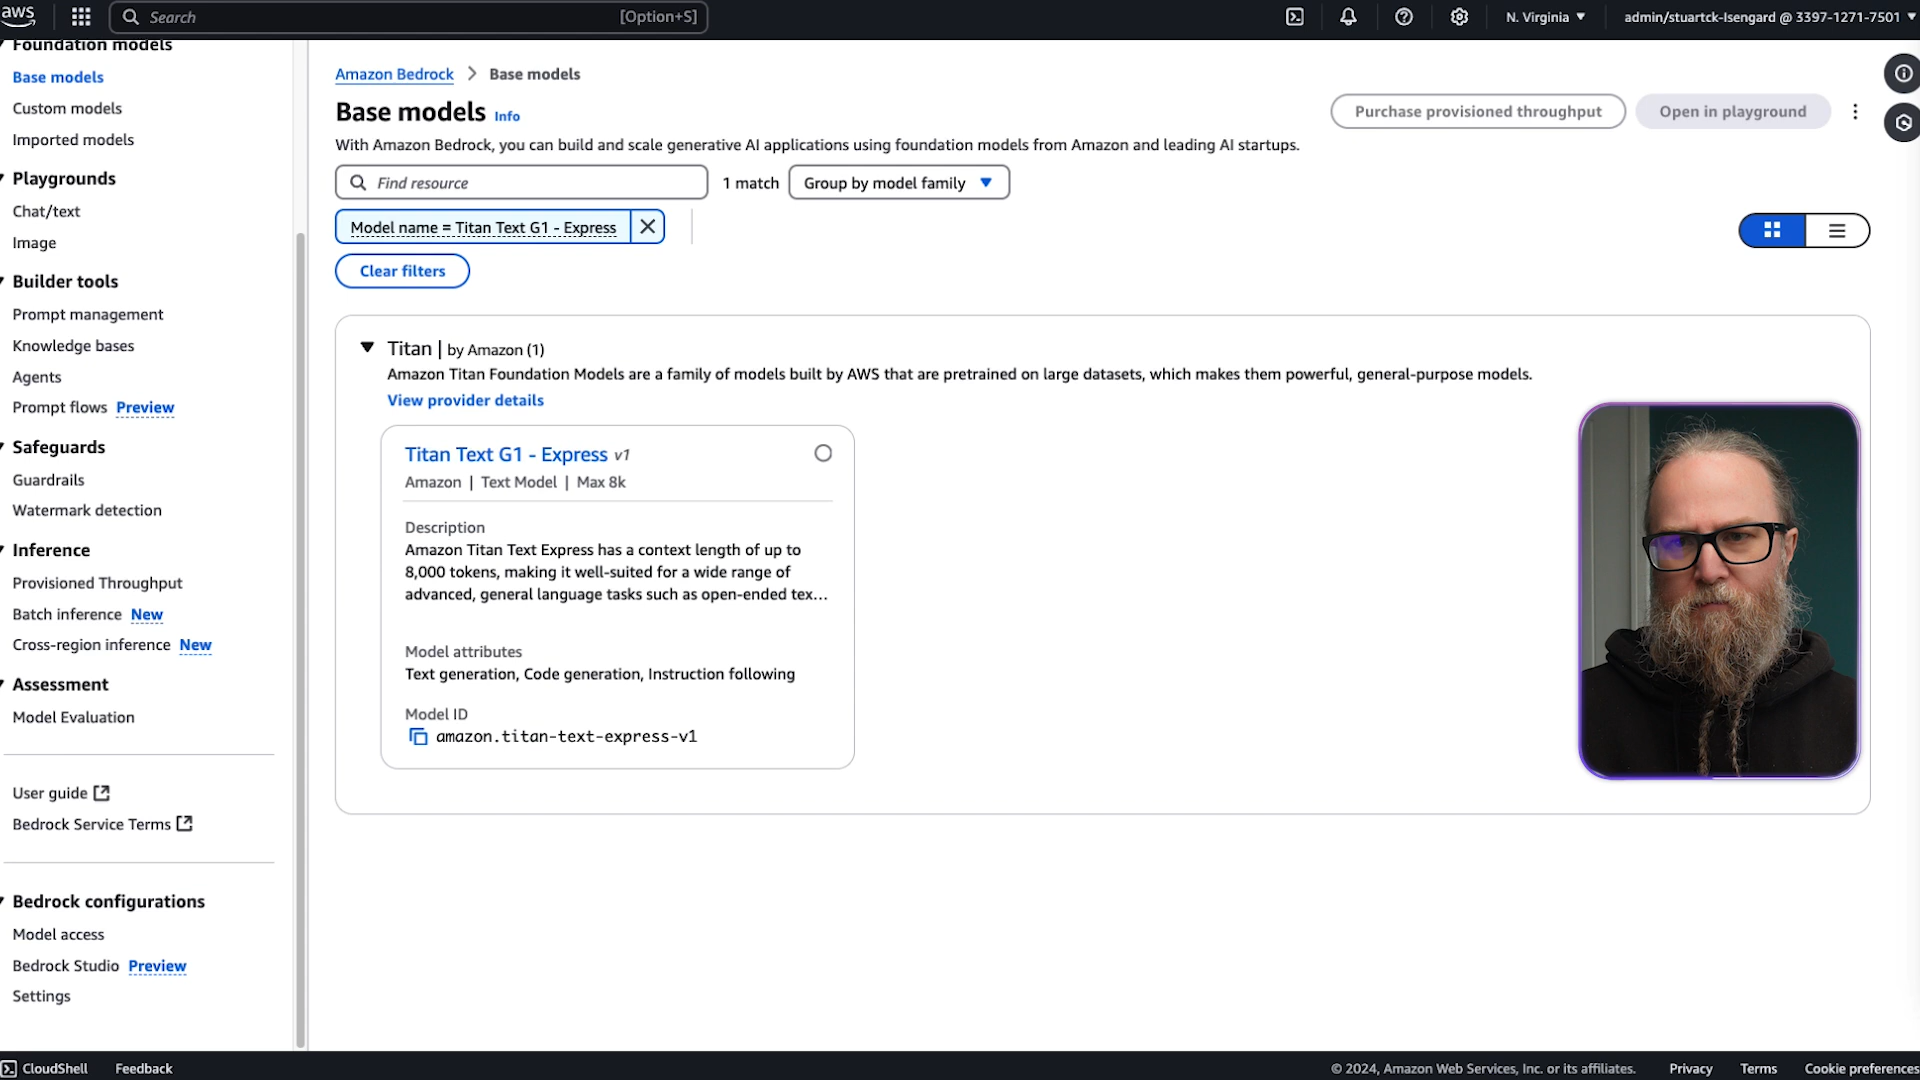 aws
Search
[Option+S]
N. Virginia
admin/stuartck-Isengard @ 3397-1271-7501
Foundation models
Base models
Custom models
Imported models
Playgrounds
Chat/text
Image
Builder tools
Prompt management
Knowledge bases
Agents
Prompt flows Preview
Safeguards
Guardrails
Watermark detection
Inference
Provisioned Throughput
Batch inference New
Cross-region inference New
Assessment
Model Evaluation
User guide
Bedrock Service Terms
Bedrock configurations
Model access
Bedrock Studio Preview
Settings
Amazon Bedrock > Base models
Base models Info
Purchase provisioned throughput
Open in playground
With Amazon Bedrock, you can build and scale generative AI applications using foundation models from Amazon and leading AI startups.
Find resource
1 match
Group by model family
Model name = Titan Text G1 - Express
Clear filters
Titan | by Amazon (1)
Amazon Titan Foundation Models are a family of models built by AWS that are pretrained on large datasets, which makes them powerful, general-purpose models.
View provider details
Titan Text G1 - Express v1
Amazon | Text Model | Max 8k
Description
Amazon Titan Text Express has a context length of up to
8,000 tokens, making it well-suited for a wide range of
advanced, general language tasks such as open-ended tex...
Model attributes
Text generation, Code generation, Instruction following
Model ID
amazon.titan-text-express-v1
CloudShell
Feedback
© 2024, Amazon Web Services, Inc. or its affiliates.
Privacy
Terms
Cookie preferences